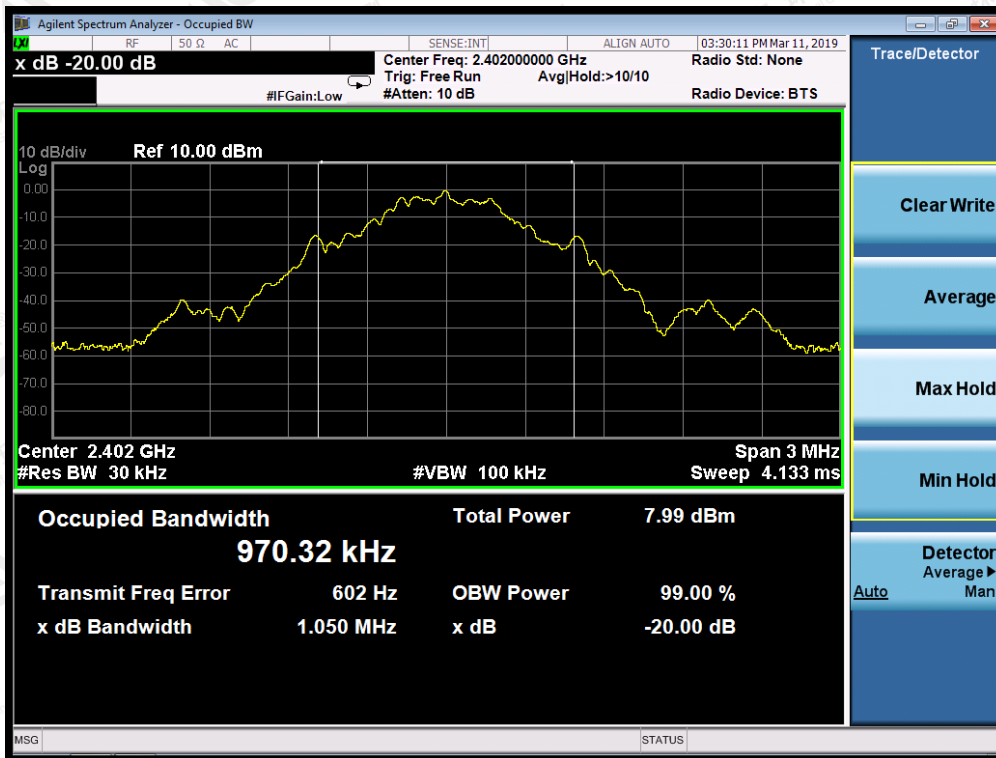 Agilent Spectrum Analyzer - Occupied BW
LXI RF 50 Ω AC SENSE:INT ALIGN AUTO 03:30:11 PM Mar 11, 2019
x dB -20.00 dB
Center Freq: 2.402000000 GHz
Radio Std: None
Trig: Free Run Avg|Hold:>10/10
#IFGain:Low
#Atten: 10 dB
Radio Device: BTS
10 dB/div Ref 10.00 dBm
Log
0.00
-10.0
-20.0
-30.0
-40.0
-50.0
-60.0
-70.0
-80.0
Center 2.402 GHz Span 3 MHz
#Res BW 30 kHz #VBW 100 kHz Sweep 4.133 ms
Occupied Bandwidth Total Power 7.99 dBm
970.32 kHz
Transmit Freq Error 602 Hz OBW Power 99.00 %
x dB Bandwidth 1.050 MHz x dB -20.00 dB
Trace/Detector
Clear Write
Average
Max Hold
Min Hold
Detector
Average
Auto Man
MSG STATUS